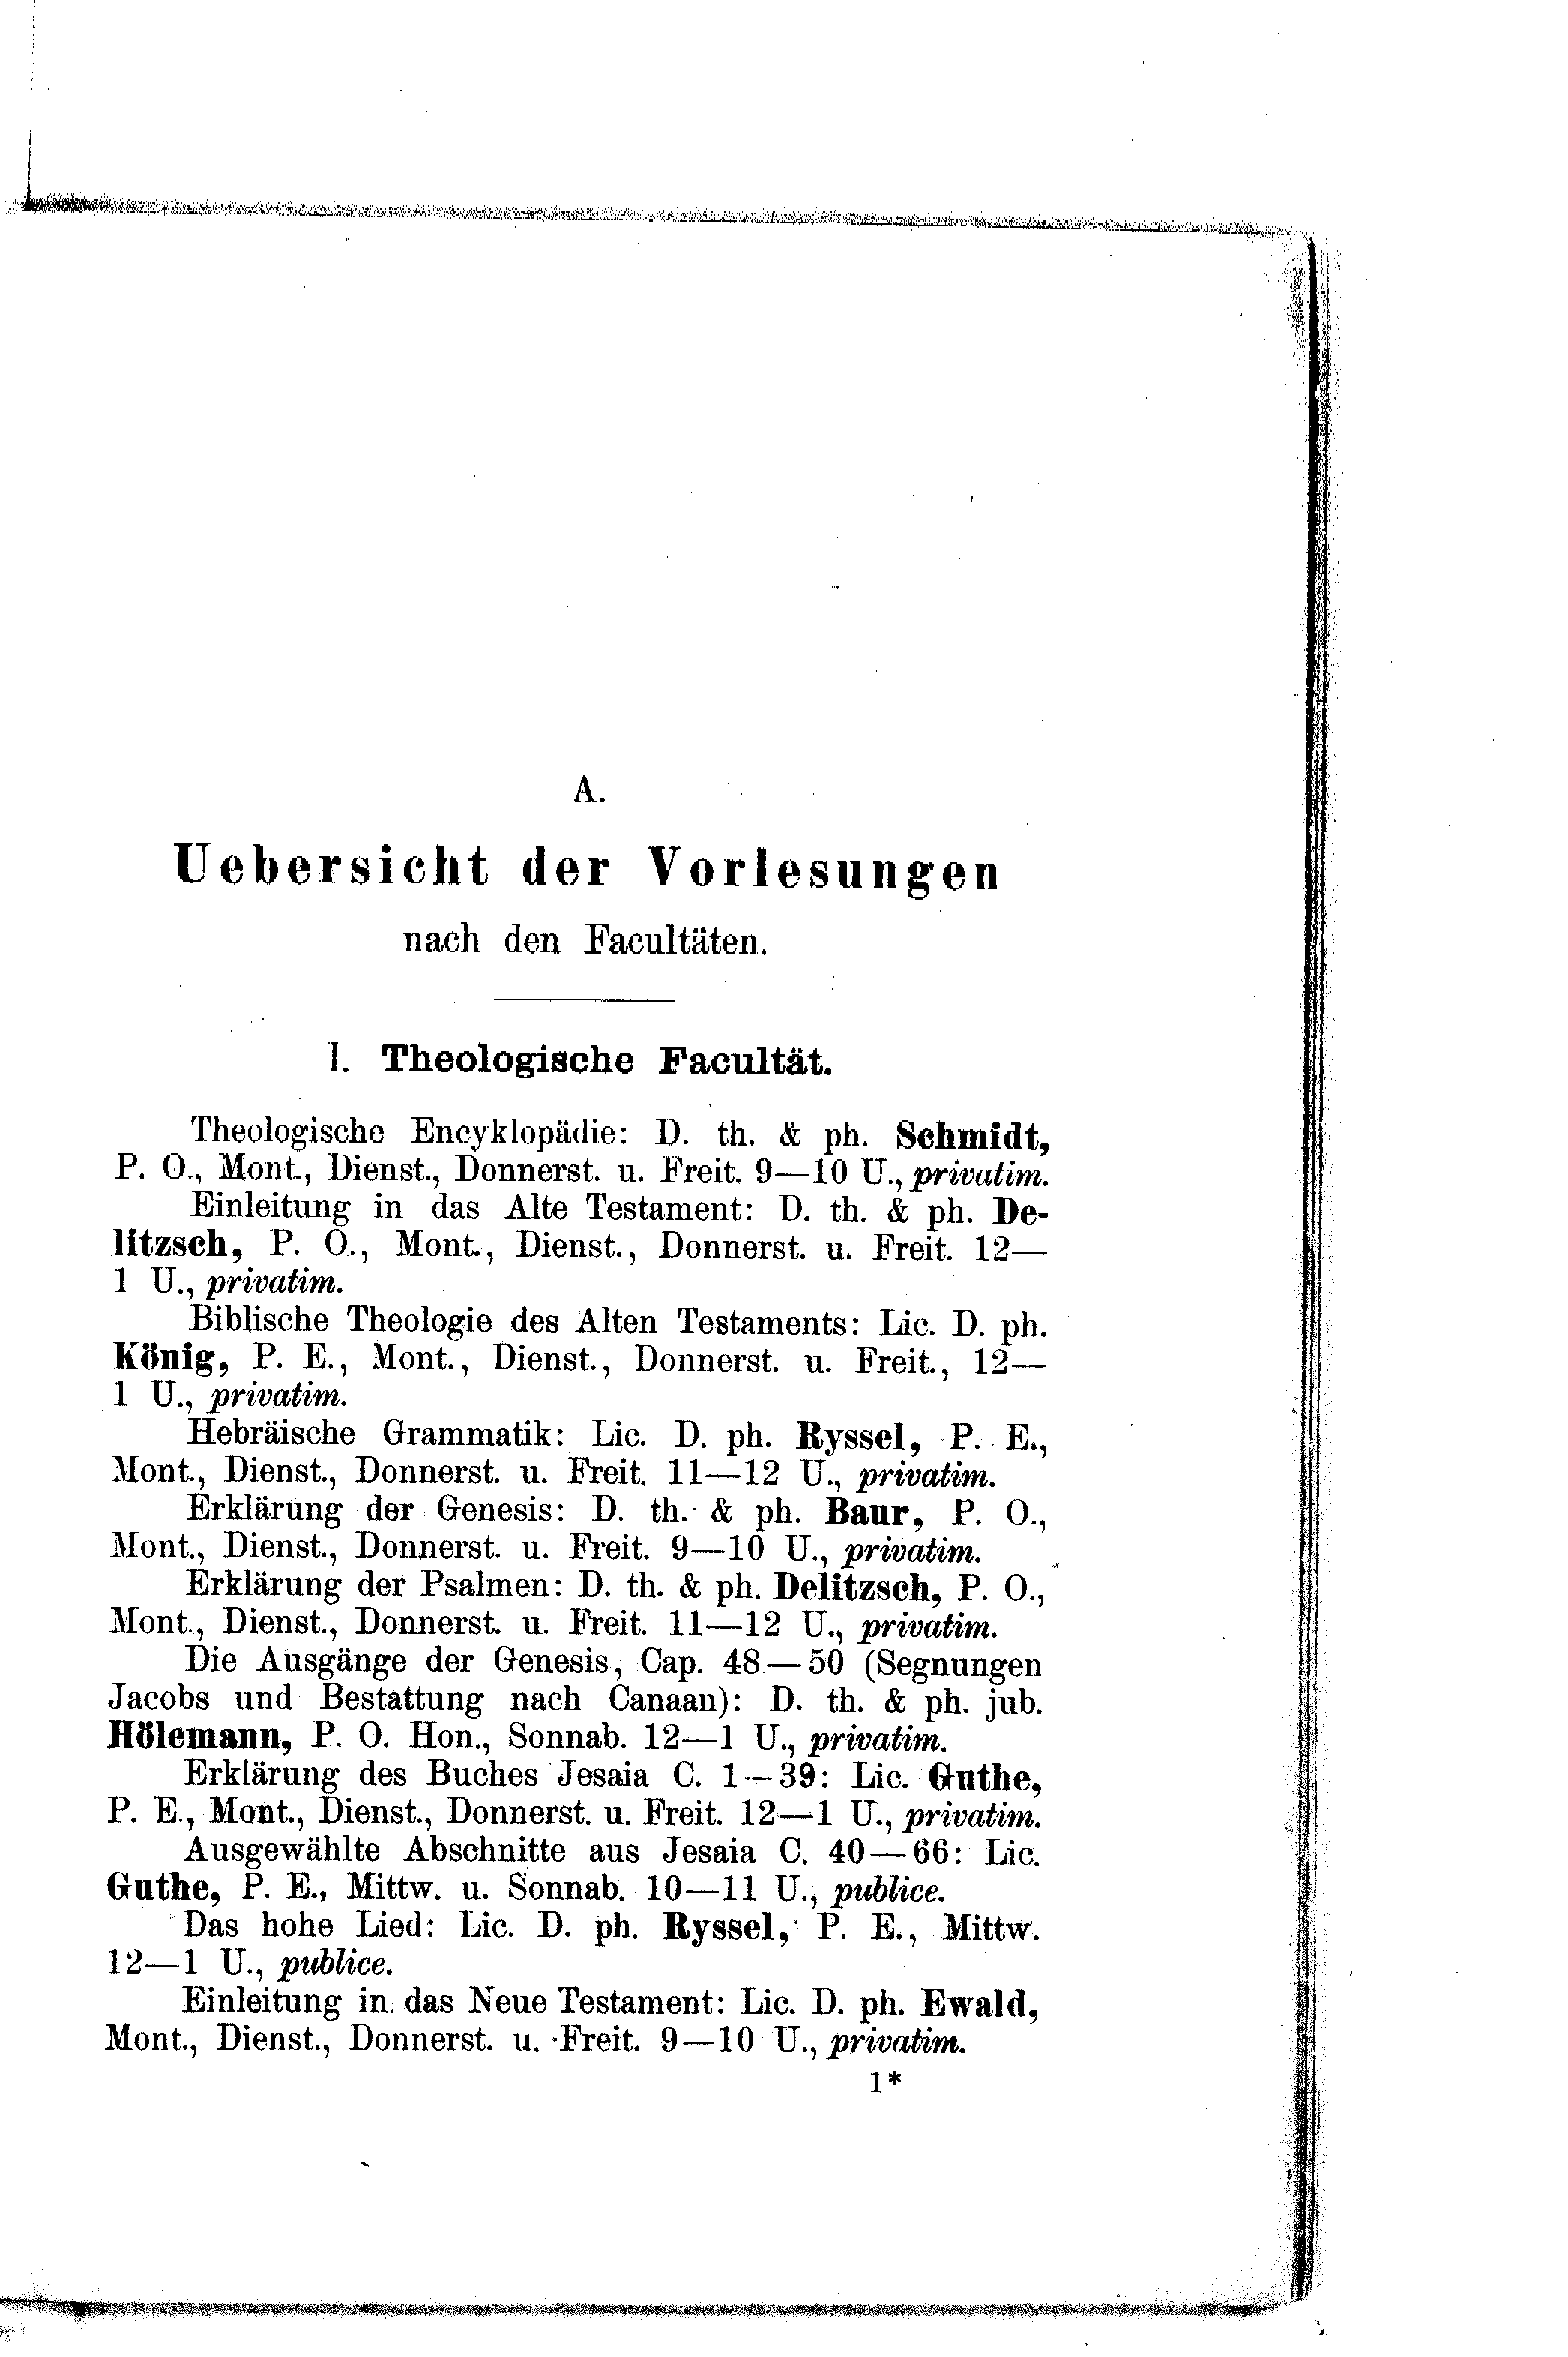 A.
Uebersicht der Vorlesungen
nach den Facultäten.
I. Theologische Facultät.
Theologische Encyklopädie: D. th. & ph. Schmidt,
P. O., Mont., Dienst., Donnerst. u. Freit. 9—10 U., privatim.
Einleitung in das Alte Testament: D. th. & ph. De-
litzsch, P. O., Mont., Dienst., Donnerst. u. Freit. 12—
1 U., privatim.
Biblische Theologie des Alten Testaments: Lic. D. ph.
König, P. E., Mont., Dienst., Donnerst. u. Freit., 12—
1 U., privatim.
Hebräische Grammatik: Lic. D. ph. Ryssel, P. E.,
Mont., Dienst., Donnerst. u. Freit. 11—12 U., privatim.
Erklärung der Genesis: D. th. & ph. Baur, P. O.,
Mont., Dienst., Donnerst. u. Freit. 9—10 U., privatim.
Erklärung der Psalmen: D. th. & ph. Delitzsch, P. O.,
Mont., Dienst., Donnerst. u. Freit. 11—12 U., privatim.
Die Ausgänge der Genesis, Cap. 48—50 (Segnungen
Jacobs und Bestattung nach Canaan): D. th. & ph. jub.
Hölemann, P. O. Hon., Sonnab. 12—1 U., privatim.
Erklärung des Buches Jesaia C. 1—39: Lic. Guthe,
P. E., Mont., Dienst., Donnerst. u. Freit. 12—1 U., privatim.
Ausgewählte Abschnitte aus Jesaia C. 40—66: Lic.
Guthe, P. E., Mittw. u. Sonnab. 10—11 U., publice.
Das hohe Lied: Lic. D. ph. Ryssel, P. E., Mittw.
12—1 U., publice.
Einleitung in das Neue Testament: Lic. D. ph. Ewald,
Mont., Dienst., Donnerst. u. Freit. 9—10 U., privatim.
1*